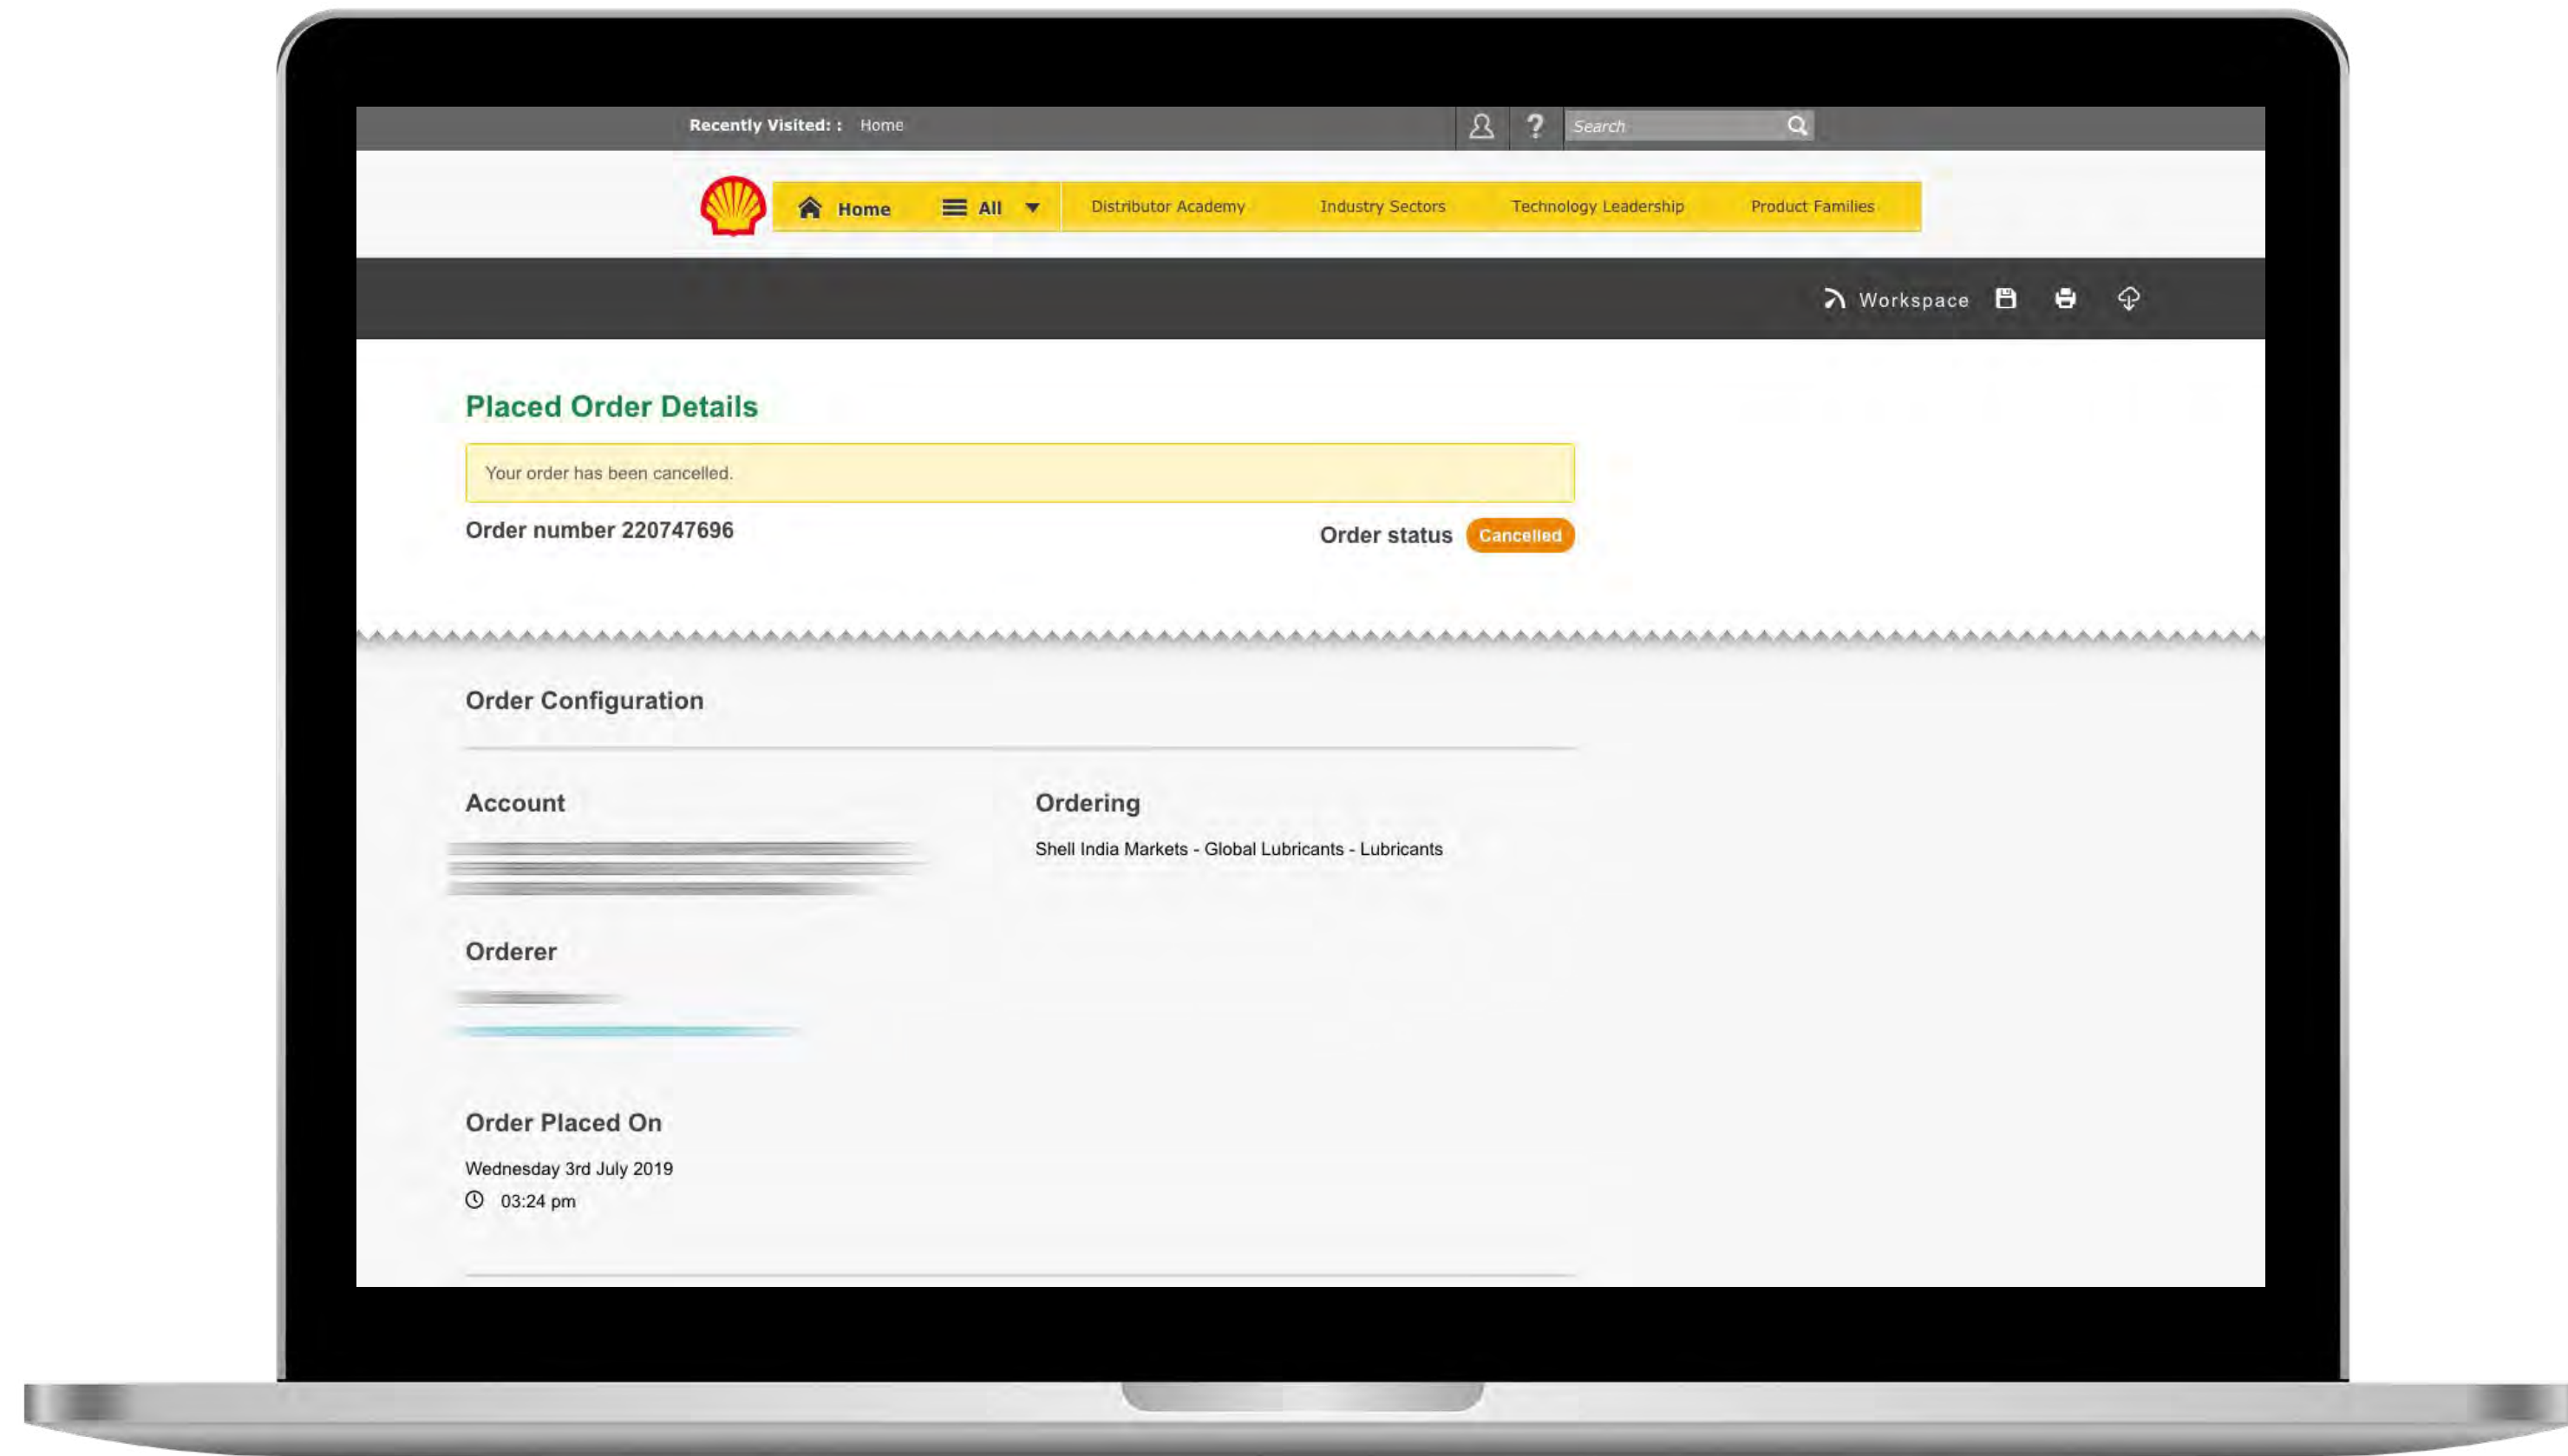 Recently Visited: : Home
? Search
Home All Distributor Academy Industry Sectors Technology Leadership Product Families
Workspace
Placed Order Details
Your order has been cancelled.
Order number 220747696
Order status Cancelled
Order Configuration
Account
Ordering
Shell India Markets - Global Lubricants - Lubricants
Orderer
Order Placed On
Wednesday 3rd July 2019
03:24 pm